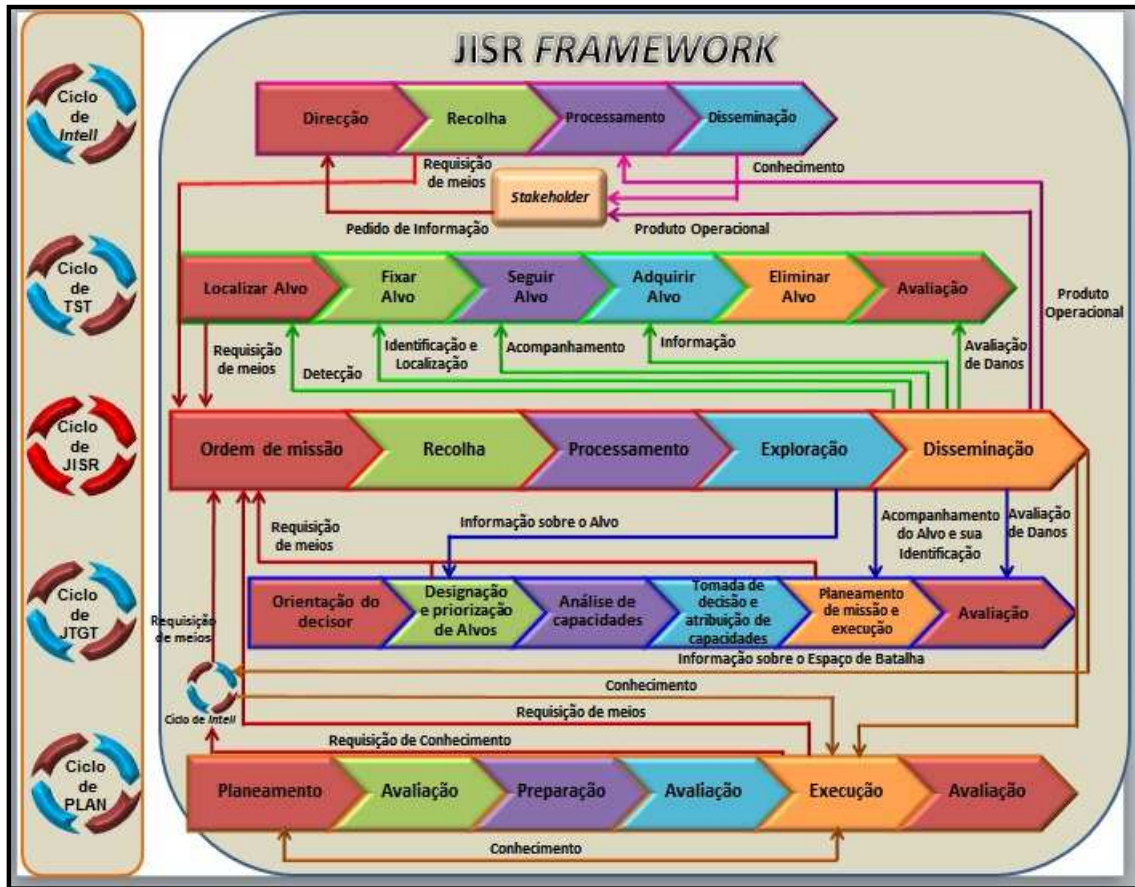 JISR FRAMEWORK
Ciclo
de
Intell
Direcção
Recolha
Processamento
Disseminação
Requisição
de meios
Conhecimento
Stakeholder
Pedido de Informação
Produto Operacional
Ciclo
de
TST
Localizar Alvo
Fixar
Alvo
Seguir
Alvo
Adquirir
Alvo
Eliminar
Alvo
Avaliação
Produto
Operacional
Requisição
de meios
Detecção
Identificação e
Localização
Acompanhamento
Informação
Avaliação
de Danos
Ciclo
de
JISR
Ordem de missão
Recolha
Processamento
Exploração
Disseminação
Requisição
de meios
Informação sobre o Alvo
Acompanhamento
do Alvo e sua
Identificação
Avaliação
de Danos
Ciclo
de
JTGT
Orientação do
decisor
Designação
e priorização
de Alvos
Análise de
capacidades
Tomada de
decisão e
atribuição de
capacidades
Planeamento
de missão e
execução
Avaliação
Requisição
de meios
Informação sobre o Espaço de Batalha
Conhecimento
Ciclo de Intell
Requisição de meios
Requisição de Conhecimento
Ciclo
de
PLAN
Planeamento
Avaliação
Preparação
Avaliação
Execução
Avaliação
Conhecimento